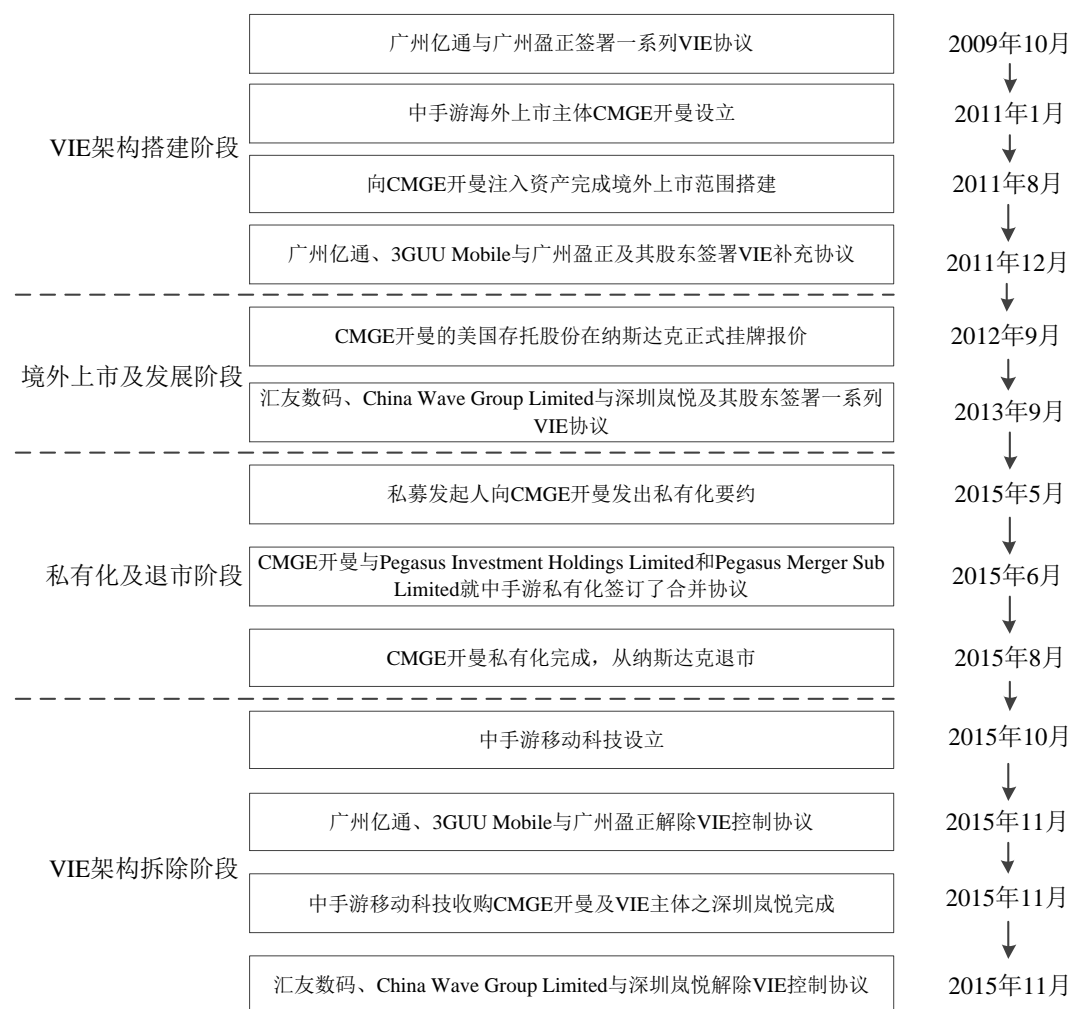 广州亿通与广州盈正签署一系列VIE协议
2009年10月
中手游海外上市主体CMGE开曼设立
2011年1月
VIE架构搭建阶段
向CMGE开曼注入资产完成境外上市范围搭建
2011年8月
广州亿通、3GUU Mobile与广州盈正及其股东签署VIE补充协议
2011年12月
CMGE开曼的美国存托股份在纳斯达克正式挂牌报价
2012年9月
境外上市及发展阶段
汇友数码、China Wave Group Limited与深圳岚悦及其股东签署一系列
VIE协议
2013年9月
私募发起人向CMGE开曼发出私有化要约
2015年5月
私有化及退市阶段
CMGE开曼与Pegasus Investment Holdings Limited和Pegasus Merger Sub
Limited就中手游私有化签订了合并协议
2015年6月
CMGE开曼私有化完成，从纳斯达克退市
2015年8月
中手游移动科技设立
2015年10月
广州亿通、3GUU Mobile与广州盈正解除VIE控制协议
2015年11月
VIE架构拆除阶段
中手游移动科技收购CMGE开曼及VIE主体之深圳岚悦完成
2015年11月
汇友数码、China Wave Group Limited与深圳岚悦解除VIE控制协议
2015年11月